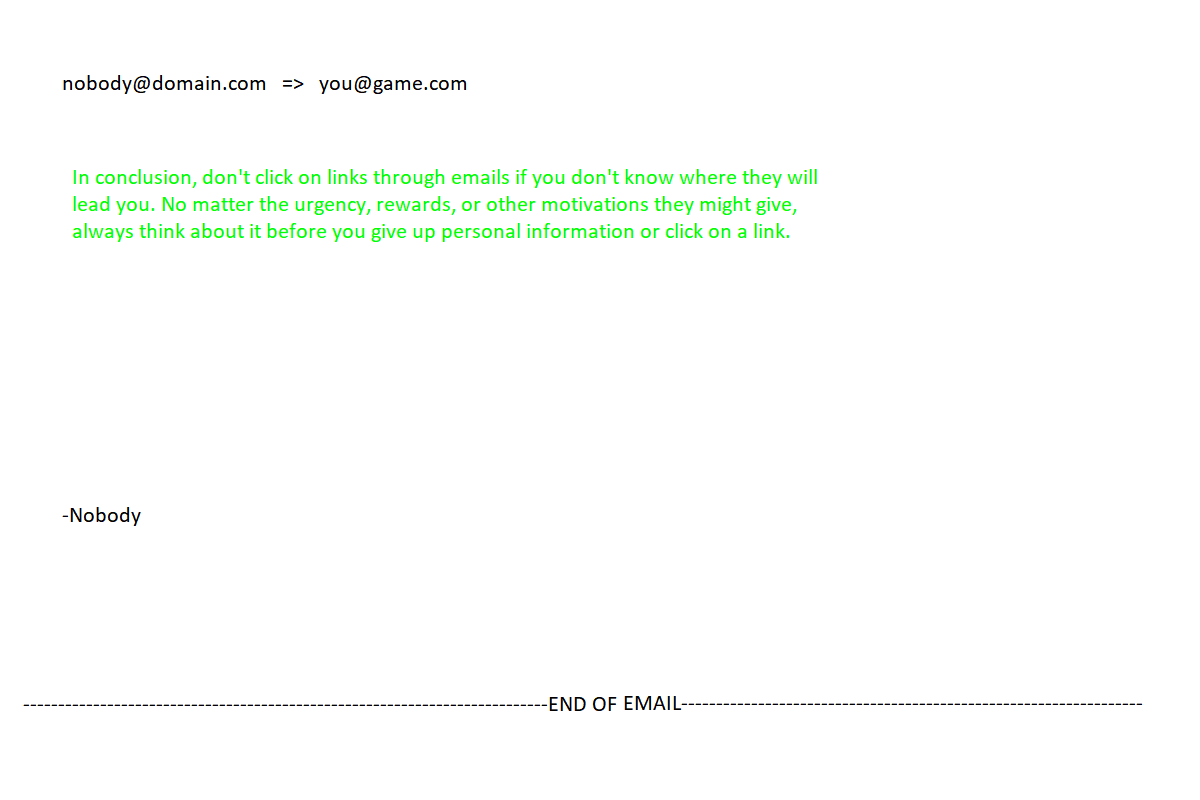 nobody@domain.com => you@game.com
In conclusion, don't click on links through emails if you don't know where they will
lead you. No matter the urgency, rewards, or other motivations they might give,
always think about it before you give up personal information or click on a link.
-Nobody
---------------------------------------------------------------------------END OF EMAIL------------------------------------------------------------------